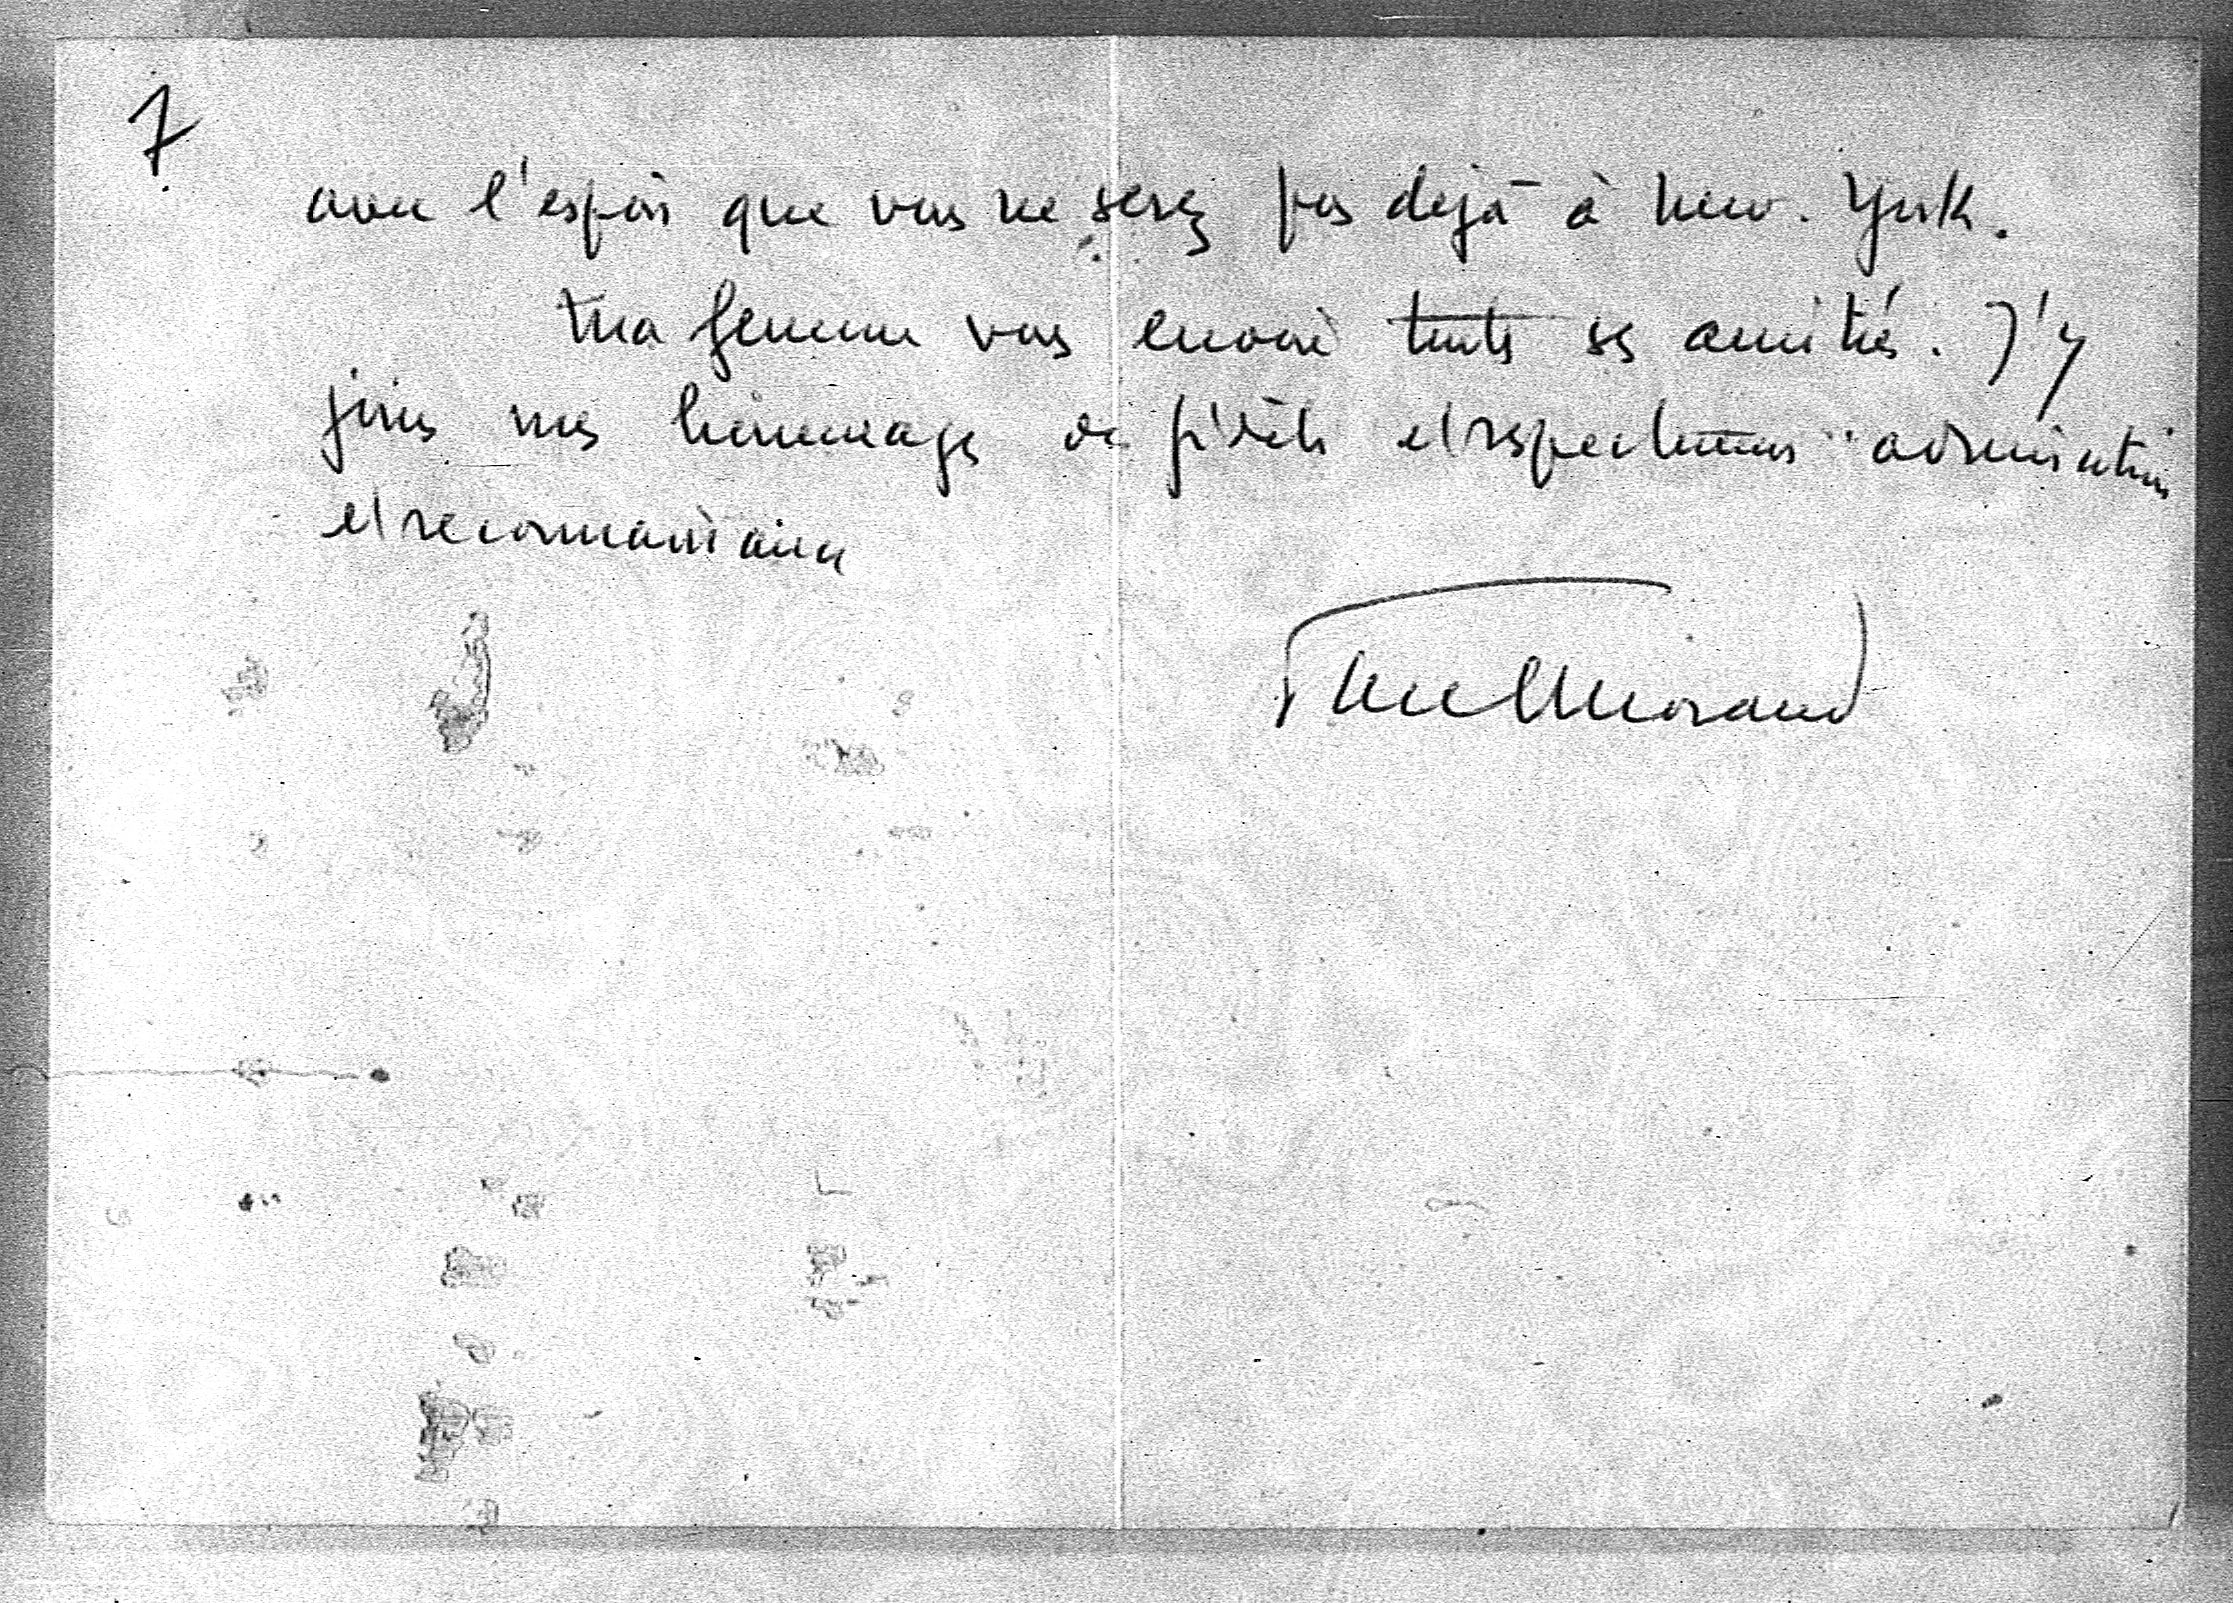 7
avec l'espoir que vous ne serez pas dejà à New. York.
Ma femme vous envoie toutes ses amitiés. J'y
joins mes hommages de fidèle et respectueuse admiration
et reconnaissance
Paul Morand